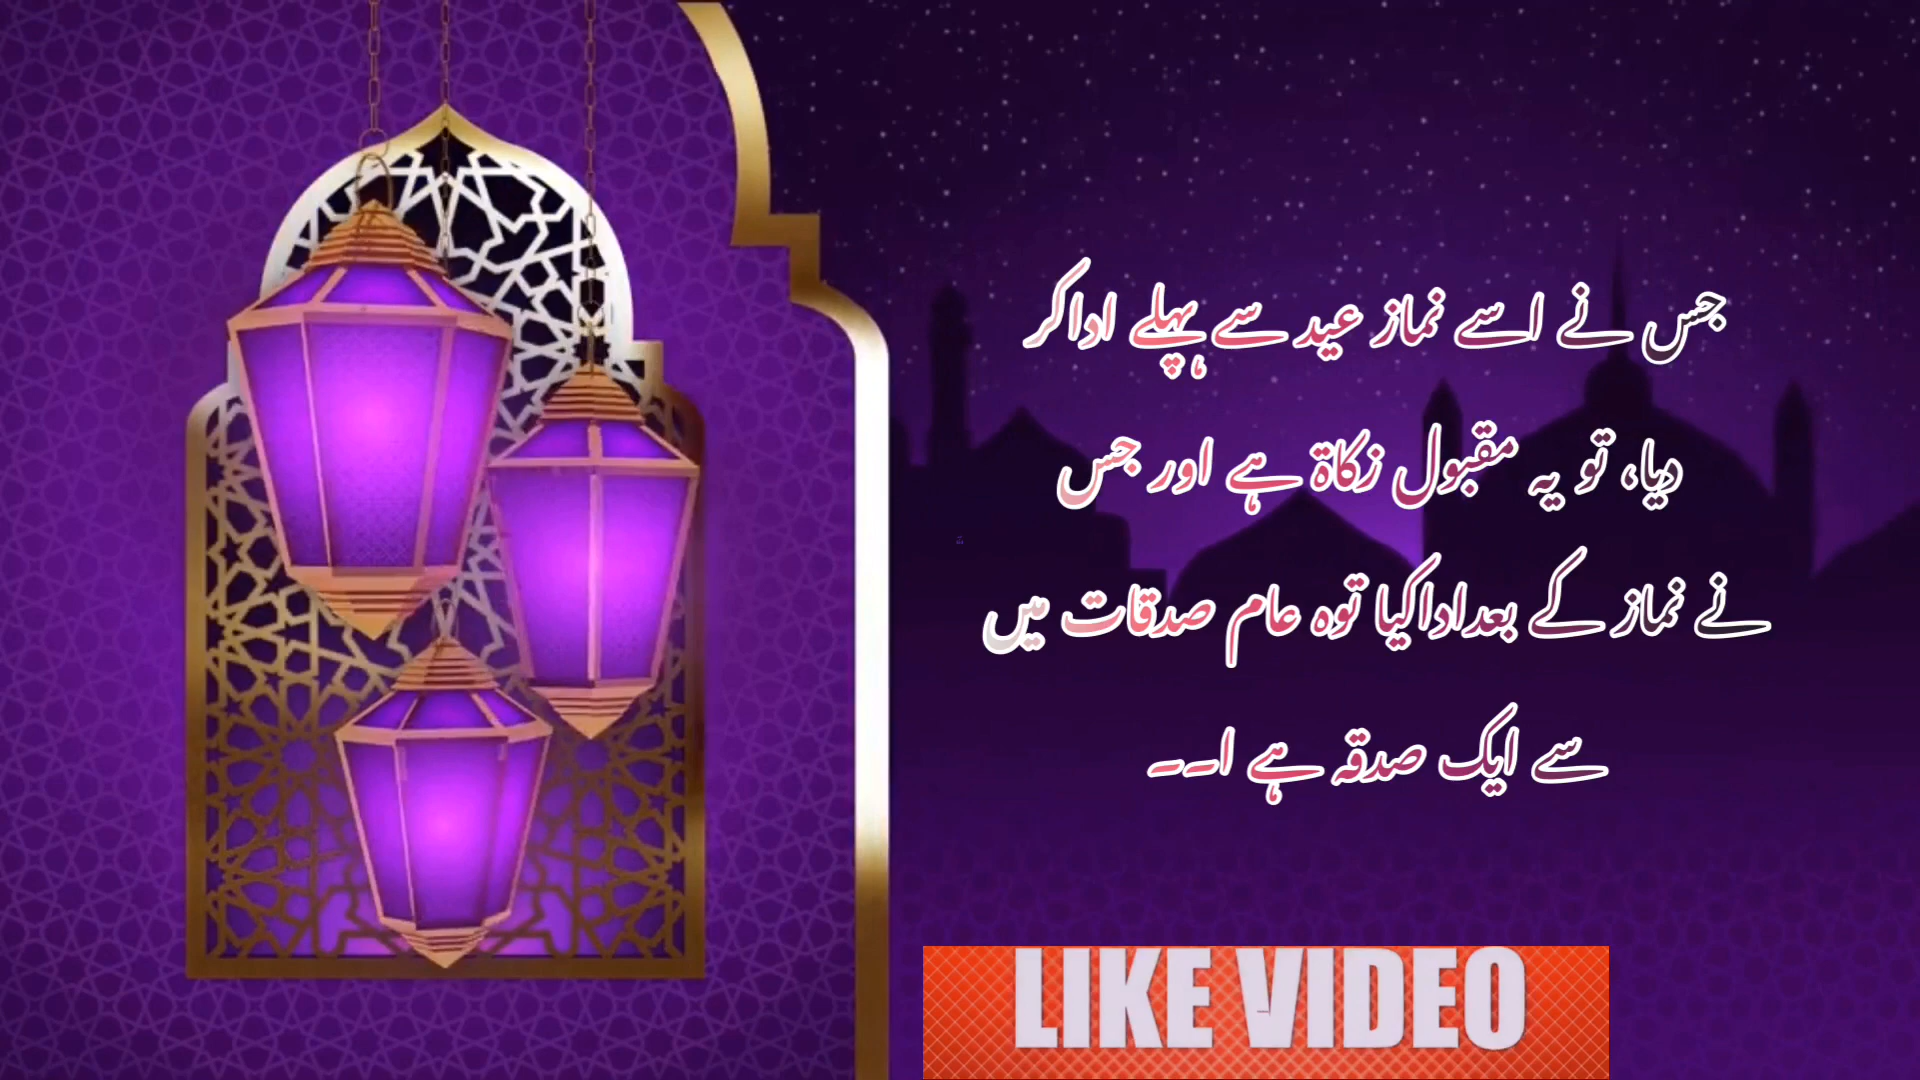 جس نے اسے نماز عید سے پہلے ادا کر
دیا، تو یہ مقبول زکاۃ ہے اور جس
نے نماز کے بعد ادا کیا تو وہ عام صدقات میں
سے ایک صدقہ ہے ا۔۔
LIKE VIDEO